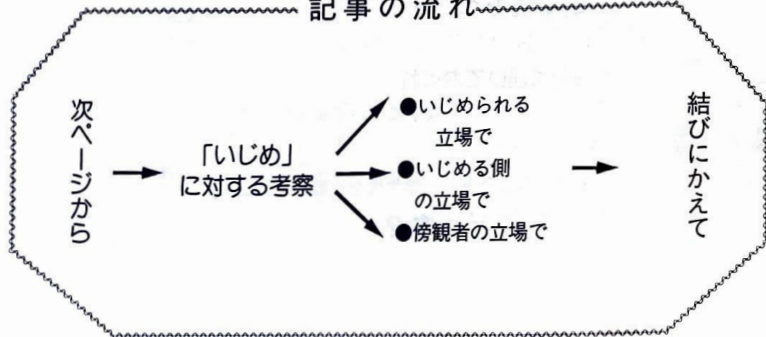 記事の流れ
次ページから
「いじめ」
に対する考察
●いじめられる
立場で
●いじめる側
の立場で
●傍観者の立場で
結びにかえて